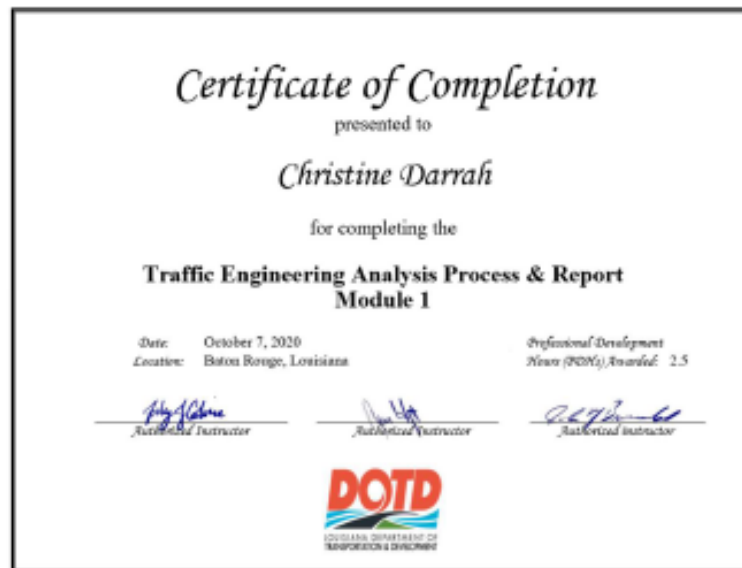 Certificate of Completion
presented to
Christine Darrah
for completing the
Traffic Engineering Analysis Process & Report
Module 1
Date: October 7, 2020
Location: Baton Rouge, Louisiana
Professional Development
Hours (PDHs) Awarded: 2.5
Authorized Instructor
Authorized Instructor
Authorized instructor
DOTD
LOUISIANA DEPARTMENT OF
TRANSPORTATION & DEVELOPMENT